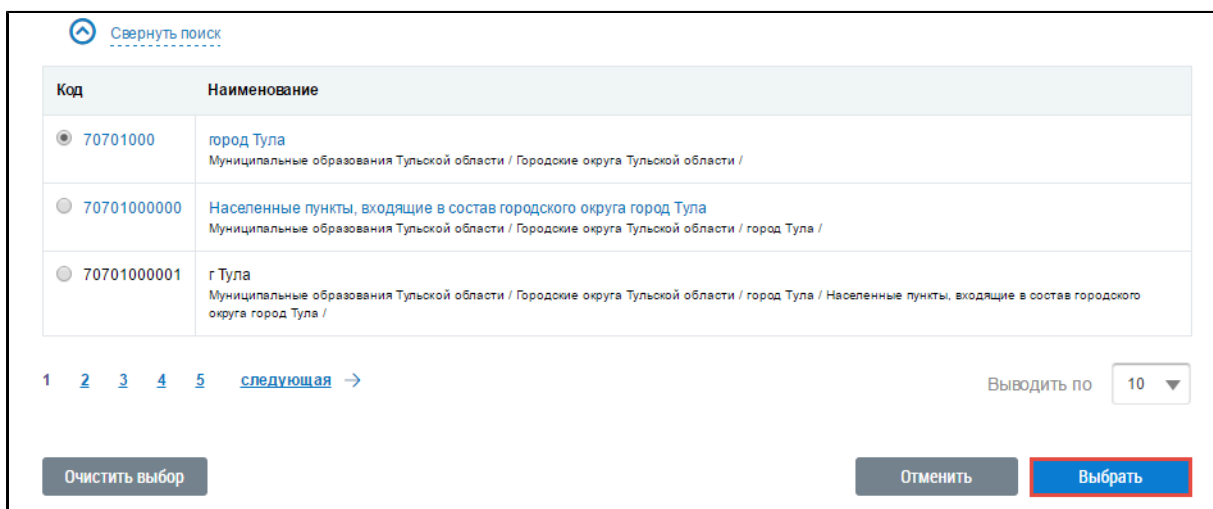 Свернуть поиск
Код Наименование
70701000 город Тула
Муниципальные образования Тульской области / Городские округа Тульской области /
70701000000 Населенные пункты, входящие в состав городского округа город Тула
Муниципальные образования Тульской области / Городские округа Тульской области / город Тула /
70701000001 г Тула
Муниципальные образования Тульской области / Городские округа Тульской области / город Тула / Населенные пункты, входящие в состав городского
округа город Тула /
1 2 3 4 5 следующая → Выводить по 10
Очистить выбор Отменить Выбрать